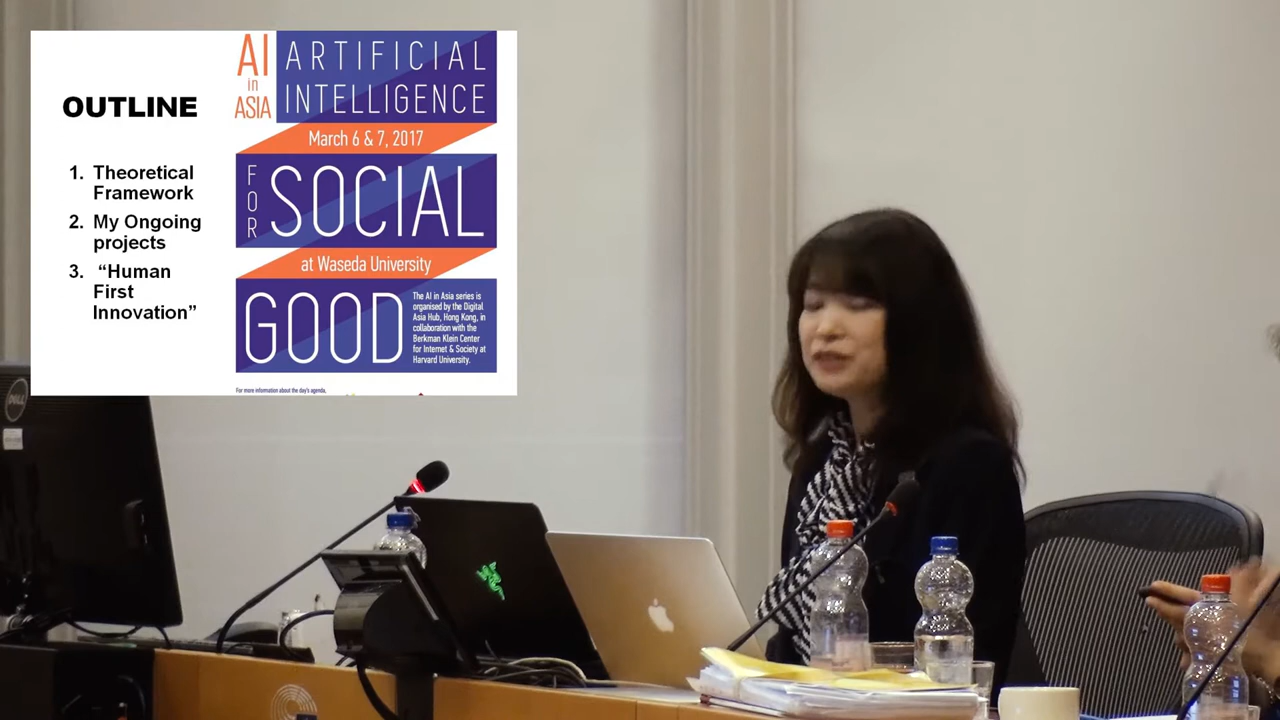 OUTLINE
1. Theoretical
Framework
2. My Ongoing
projects
3. “Human
First
Innovation”
AI
in
ASIA
ARTIFICIAL
INTELLIGENCE
March 6 & 7, 2017
FOR
SOCIAL
at Waseda University
GOOD
The AI in Asia series is
organised by the Digital
Asia Hub, Hong Kong, in
collaboration with the
Berkman Klein Center
for Internet & Society at
Harvard University.
For more information about the day's agenda,
DELL